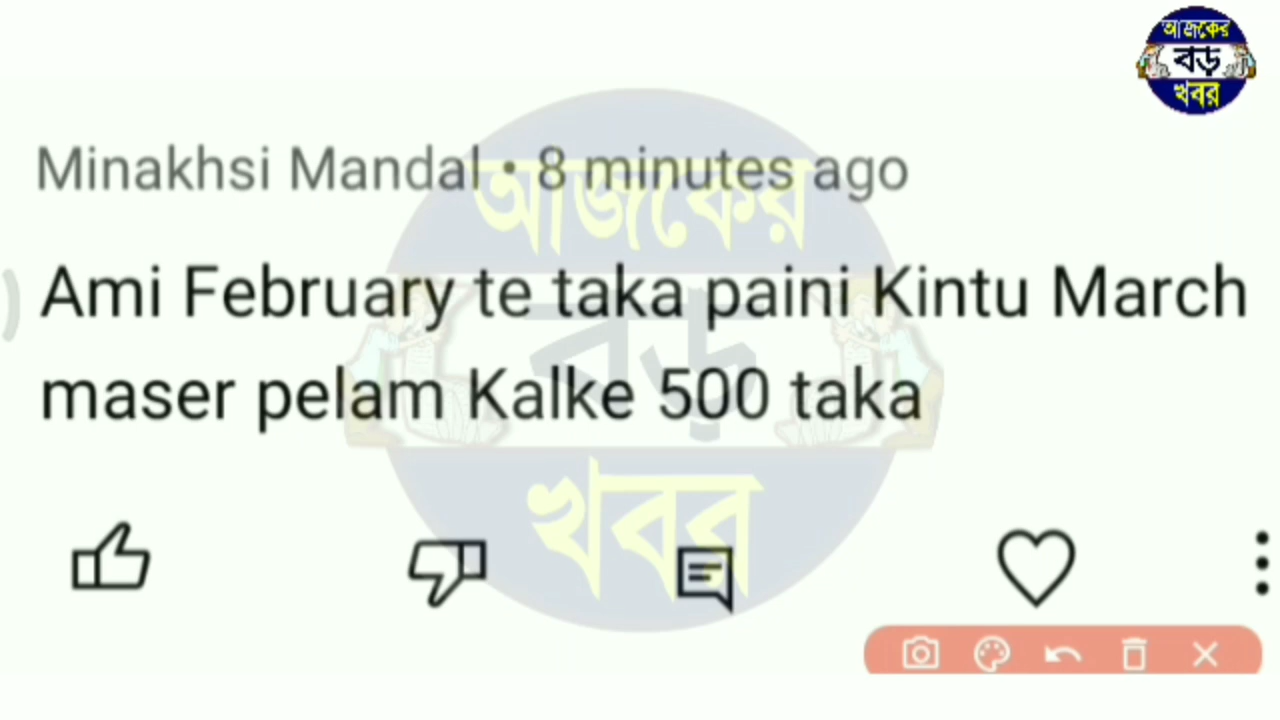 আজকের
বড়
খবর
Minakhsi Mandal • 8 minutes ago
আজকের
Ami February te taka paini Kintu March
বড়
maser pelam Kalke 500 taka
খবর